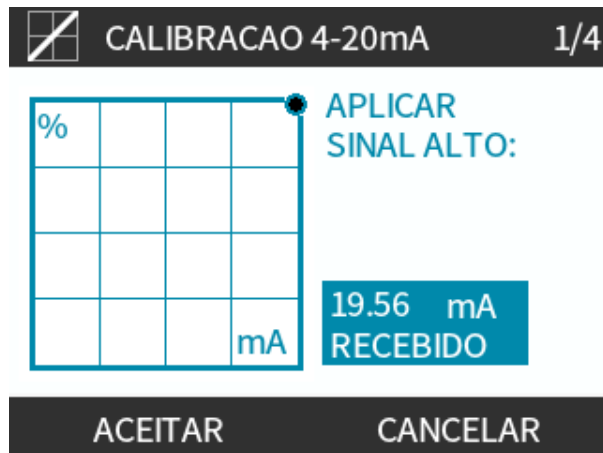 CALIBRACAO 4-20mA 1/4
%
APLICAR
SINAL ALTO:
19.56 mA
RECEBIDO
mA
ACEITAR CANCELAR